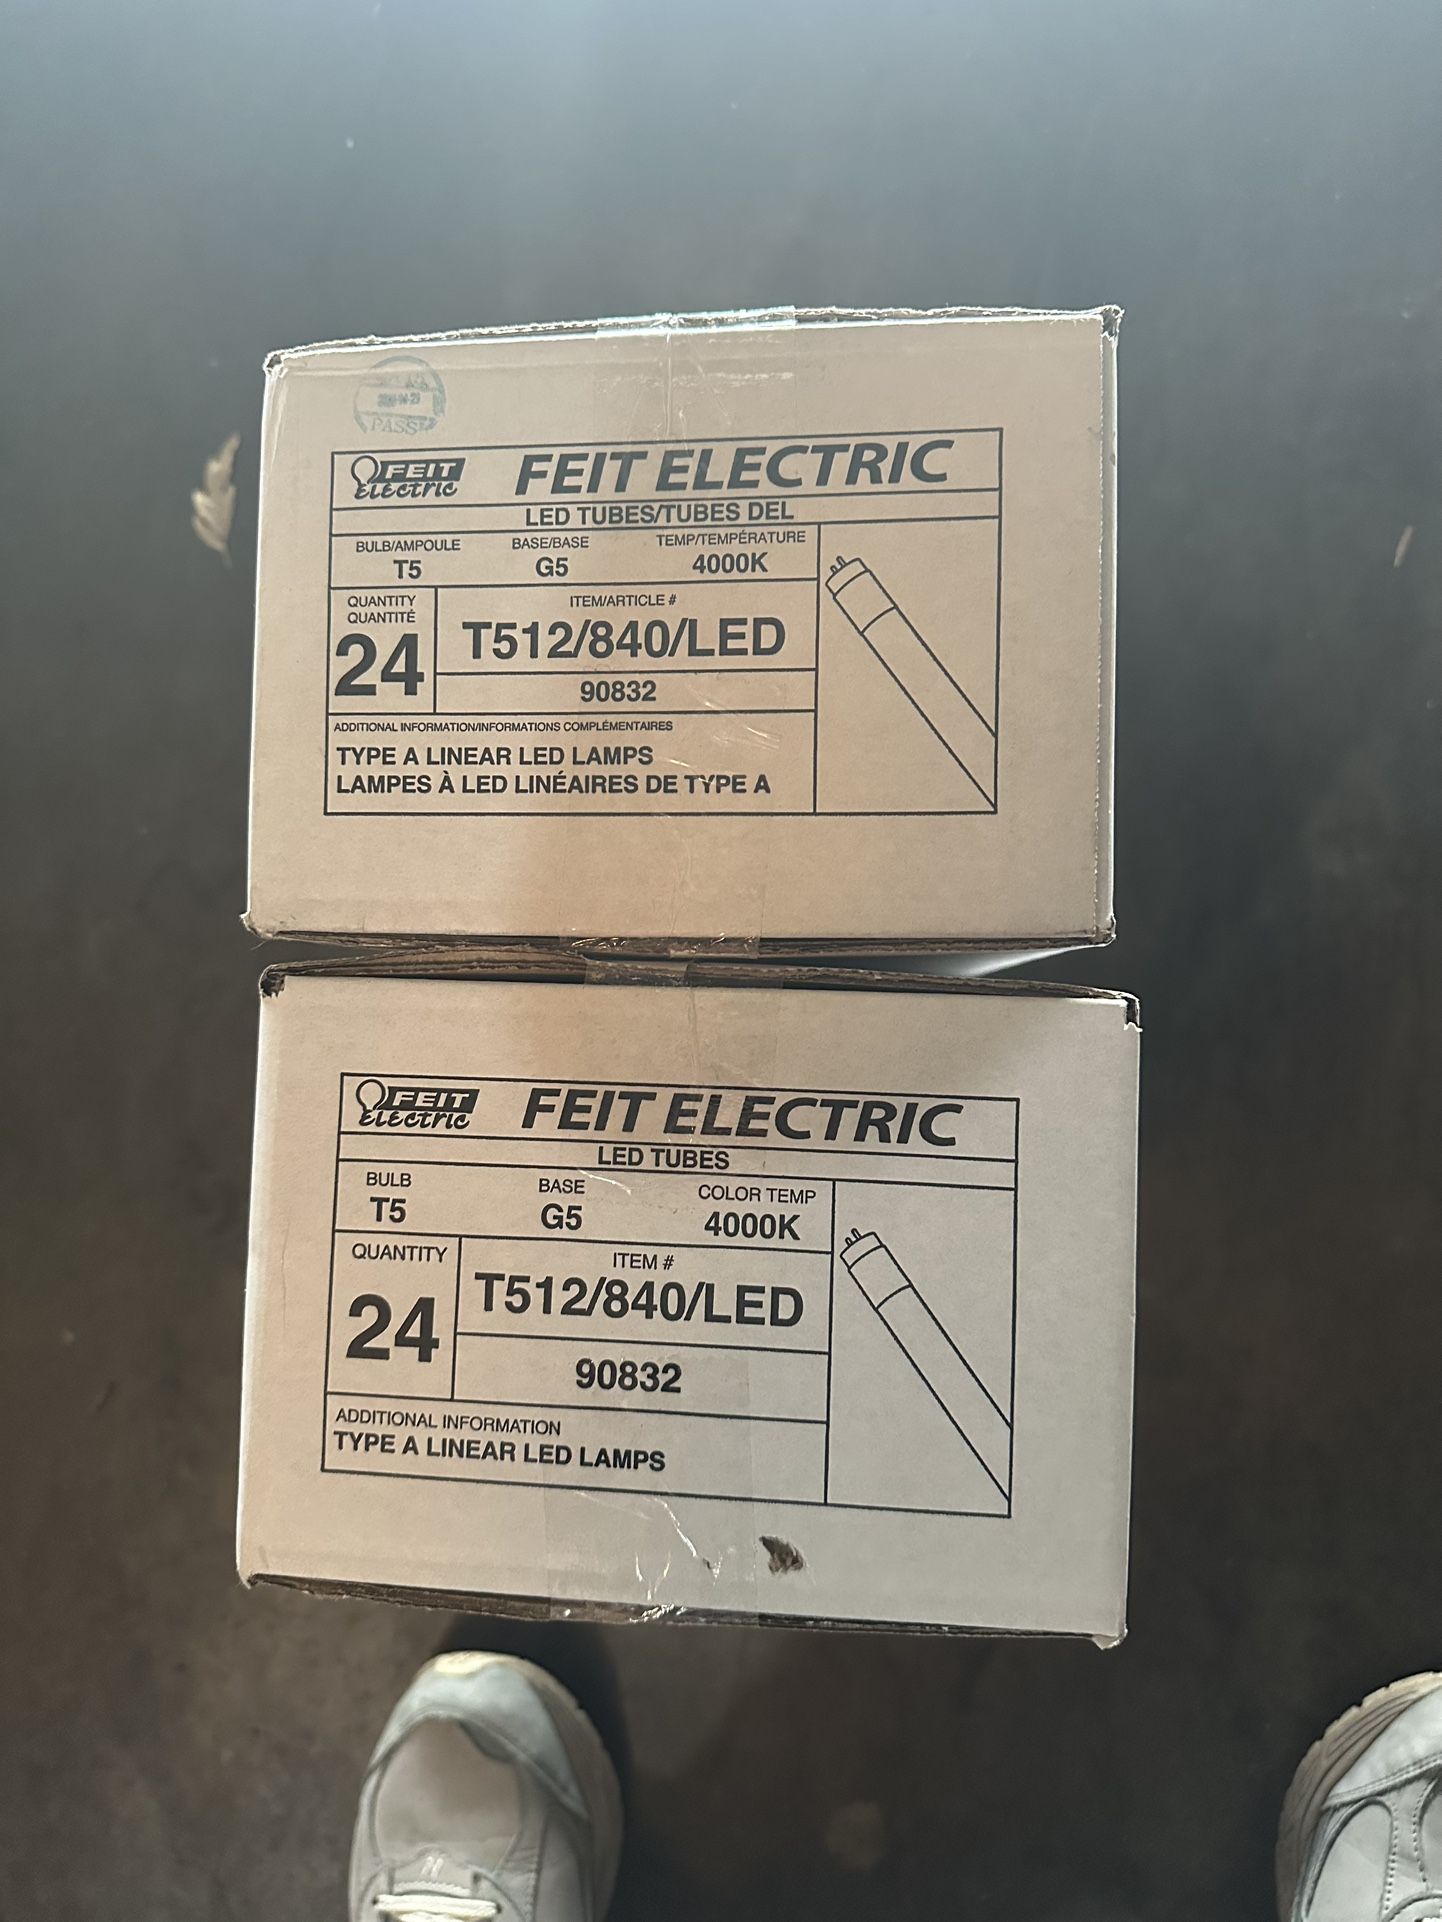 PASS
FEIT
Electric
FEIT ELECTRIC
LED TUBES/TUBES DEL
BULB/AMPOULE BASE/BASE TEMP/TEMPÉRATURE
T5 G5 4000K
QUANTITY
QUANTITÉ
24
ITEM/ARTICLE #
T512/840/LED
90832
ADDITIONAL INFORMATION/INFORMATIONS COMPLÉMENTAIRES
TYPE A LINEAR LED LAMPS
LAMPES À LED LINÉAIRES DE TYPE A
FEIT
Electric
FEIT ELECTRIC
LED TUBES
BULB BASE COLOR TEMP
T5 G5 4000K
QUANTITY
24
ITEM #
T512/840/LED
90832
ADDITIONAL INFORMATION
TYPE A LINEAR LED LAMPS